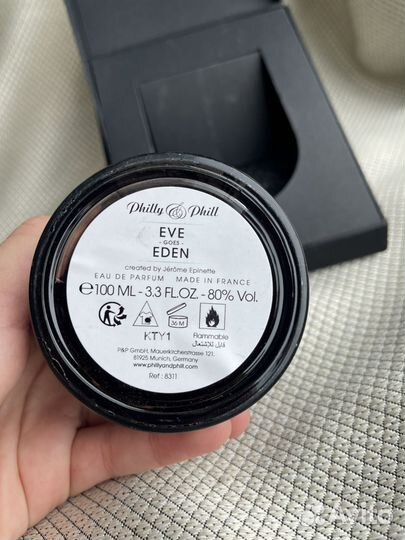 Philly & Phill
EVE
- GOES -
EDEN
created by Jérôme Epinette
EAU DE PARFUM MADE IN FRANCE
℮100 ML - 3.3 FL.OZ. - 80% Vol.
36 M
KTY1
Flammable
قابل للاشتعال
P&P GmbH, Mauerkircherstrasse 121,
81925 Munich, Germany
www.phillyandphill.com
Ref : 8311
Avito